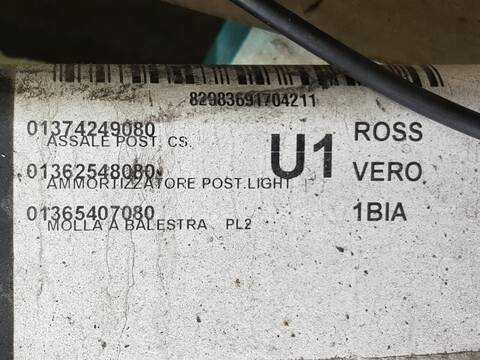 82983691704211
01374249080
ASSALE POST. CS.
01362548080
AMMORTIZZATORE POST.LIGHT
01365407080
MOLLA A BALESTRA PL2
U1
ROSS
VERO
1BIA